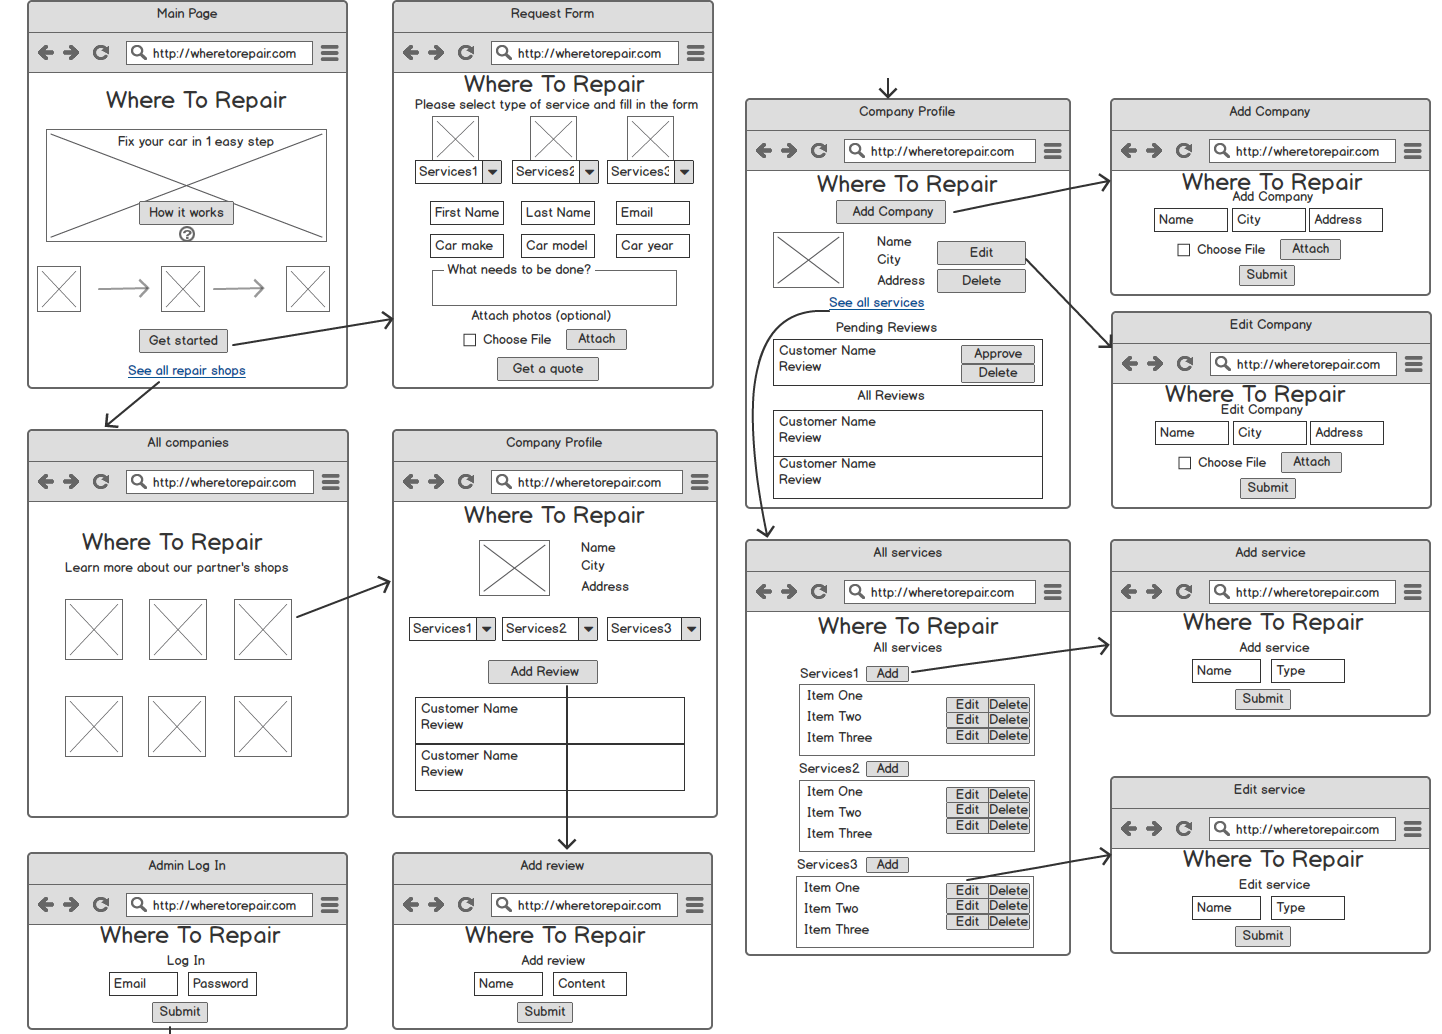 Main Page
http://wheretorepair.com
Where To Repair
Fix your car in 1 easy step
How it works
?
Get started
See all repair shops
Request Form
http://wheretorepair.com
Where To Repair
Please select type of service and fill in the form
Services1 Services2 Services3
First Name Last Name Email
Car make Car model Car year
What needs to be done?
Attach photos (optional)
Choose File Attach
Get a quote
All companies
http://wheretorepair.com
Where To Repair
Learn more about our partner's shops
Company Profile
http://wheretorepair.com
Where To Repair
Name
City
Address
Services1 Services2 Services3
Add Review
Customer Name
Review
Customer Name
Review
Admin Log In
http://wheretorepair.com
Where To Repair
Log In
Email Password
Submit
Add review
http://wheretorepair.com
Where To Repair
Add review
Name Content
Submit
Company Profile
http://wheretorepair.com
Where To Repair
Add Company
Name
City
Address
Edit
Delete
See all services
Pending Reviews
Customer Name
Review
Approve
Delete
All Reviews
Customer Name
Review
Customer Name
Review
Add Company
http://wheretorepair.com
Where To Repair
Add Company
Name City Address
Choose File Attach
Submit
Edit Company
http://wheretorepair.com
Where To Repair
Edit Company
Name City Address
Choose File Attach
Submit
All services
http://wheretorepair.com
Where To Repair
All services
Services1 Add
Item One Edit Delete
Item Two Edit Delete
Item Three Edit Delete
Services2 Add
Item One Edit Delete
Item Two Edit Delete
Item Three Edit Delete
Services3 Add
Item One Edit Delete
Item Two Edit Delete
Item Three Edit Delete
Add service
http://wheretorepair.com
Where To Repair
Add service
Name Type
Submit
Edit service
http://wheretorepair.com
Where To Repair
Edit service
Name Type
Submit